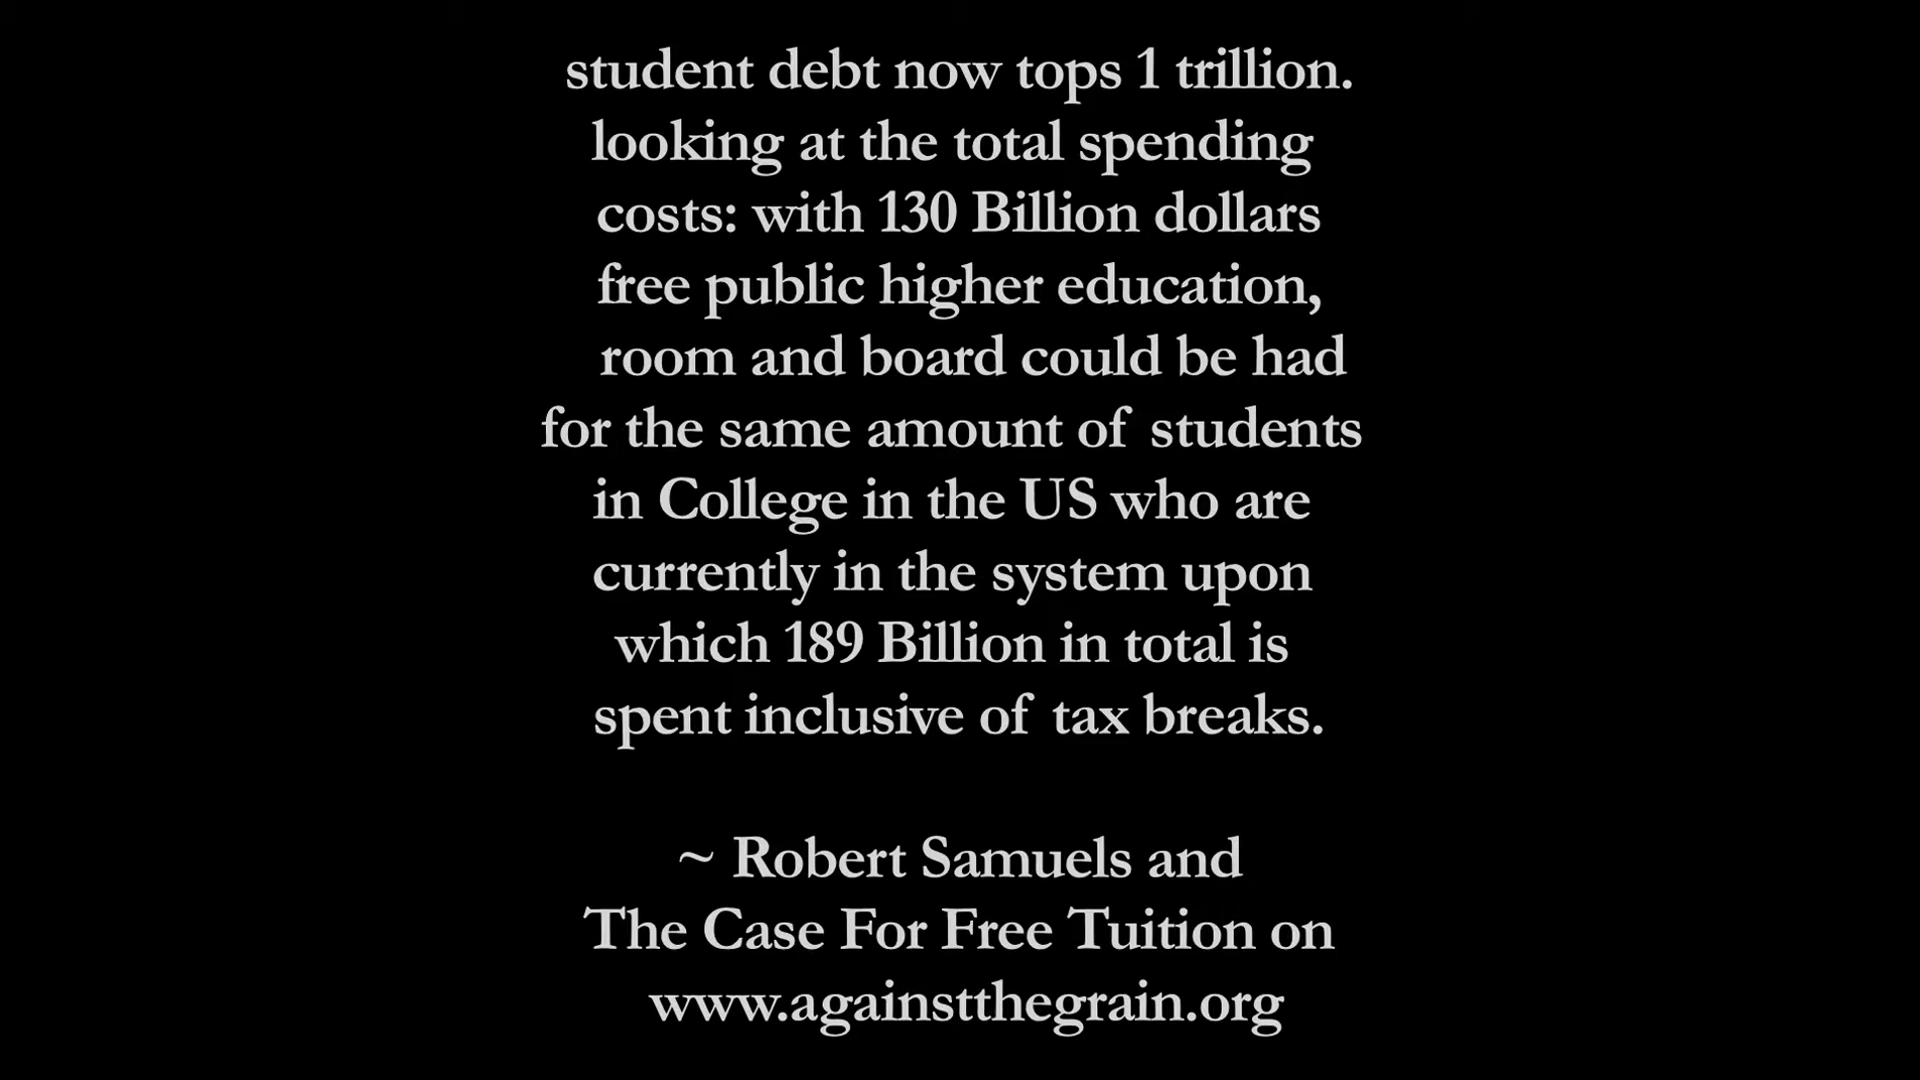 student debt now tops 1 trillion.
looking at the total spending
costs: with 130 Billion dollars
free public higher education,
room and board could be had
for the same amount of students
in College in the US who are
currently in the system upon
which 189 Billion in total is
spent inclusive of tax breaks.
~ Robert Samuels and
The Case For Free Tuition on
www.againstthegrain.org